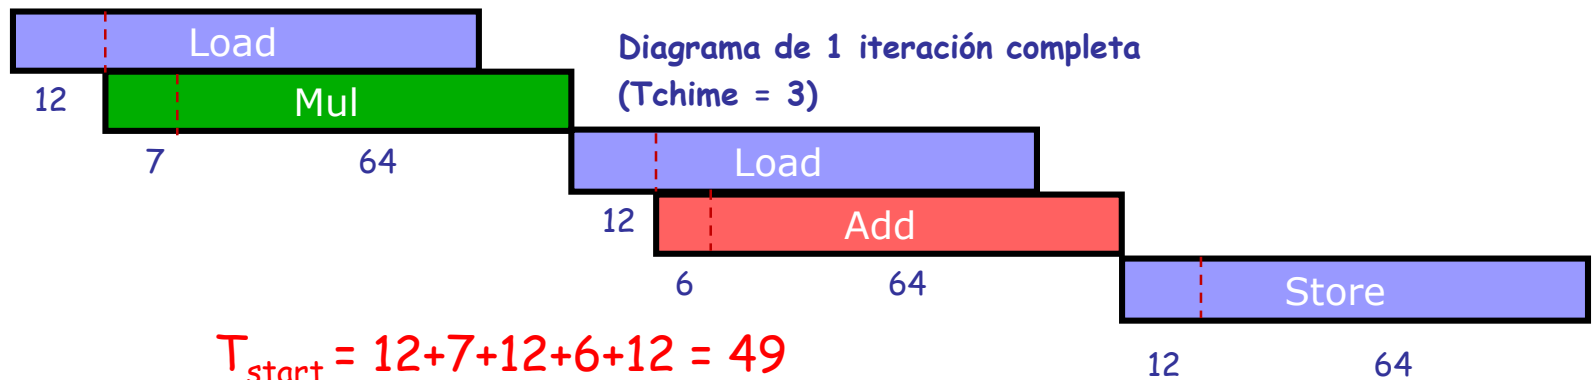 Load
Diagrama de 1 iteración completa
(Tchime = 3)
12
Mul
7 64
Load
12
Add
6 64
Store
T_start = 12+7+12+6+12 = 49
12 64